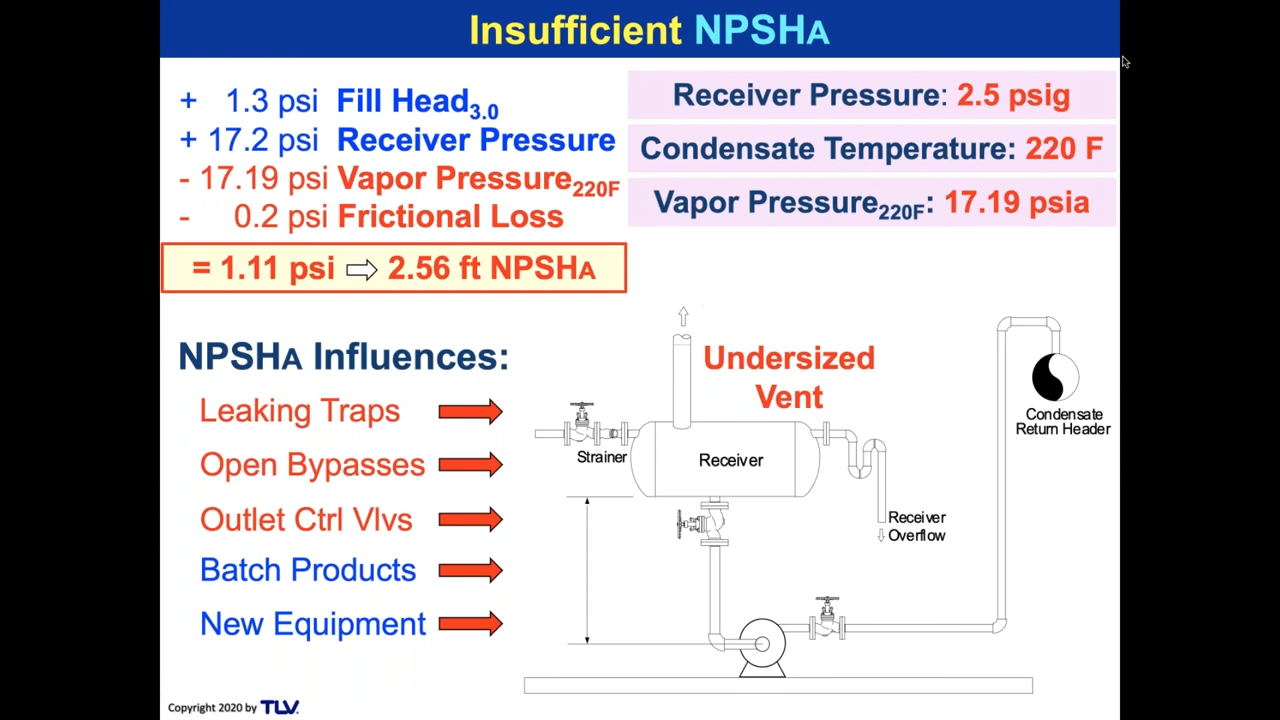 Insufficient NPSHA
+ 1.3 psi Fill Head3.0
+ 17.2 psi Receiver Pressure
- 17.19 psi Vapor Pressure220F
- 0.2 psi Frictional Loss
= 1.11 psi ⇨ 2.56 ft NPSHA
Receiver Pressure: 2.5 psig
Condensate Temperature: 220 F
Vapor Pressure220F: 17.19 psia
NPSHA Influences:
Leaking Traps
Open Bypasses
Outlet Ctrl Vlvs
Batch Products
New Equipment
Undersized
Vent
Strainer
Receiver
Condensate
Return Header
Receiver
Overflow
Copyright 2020 by TLV.